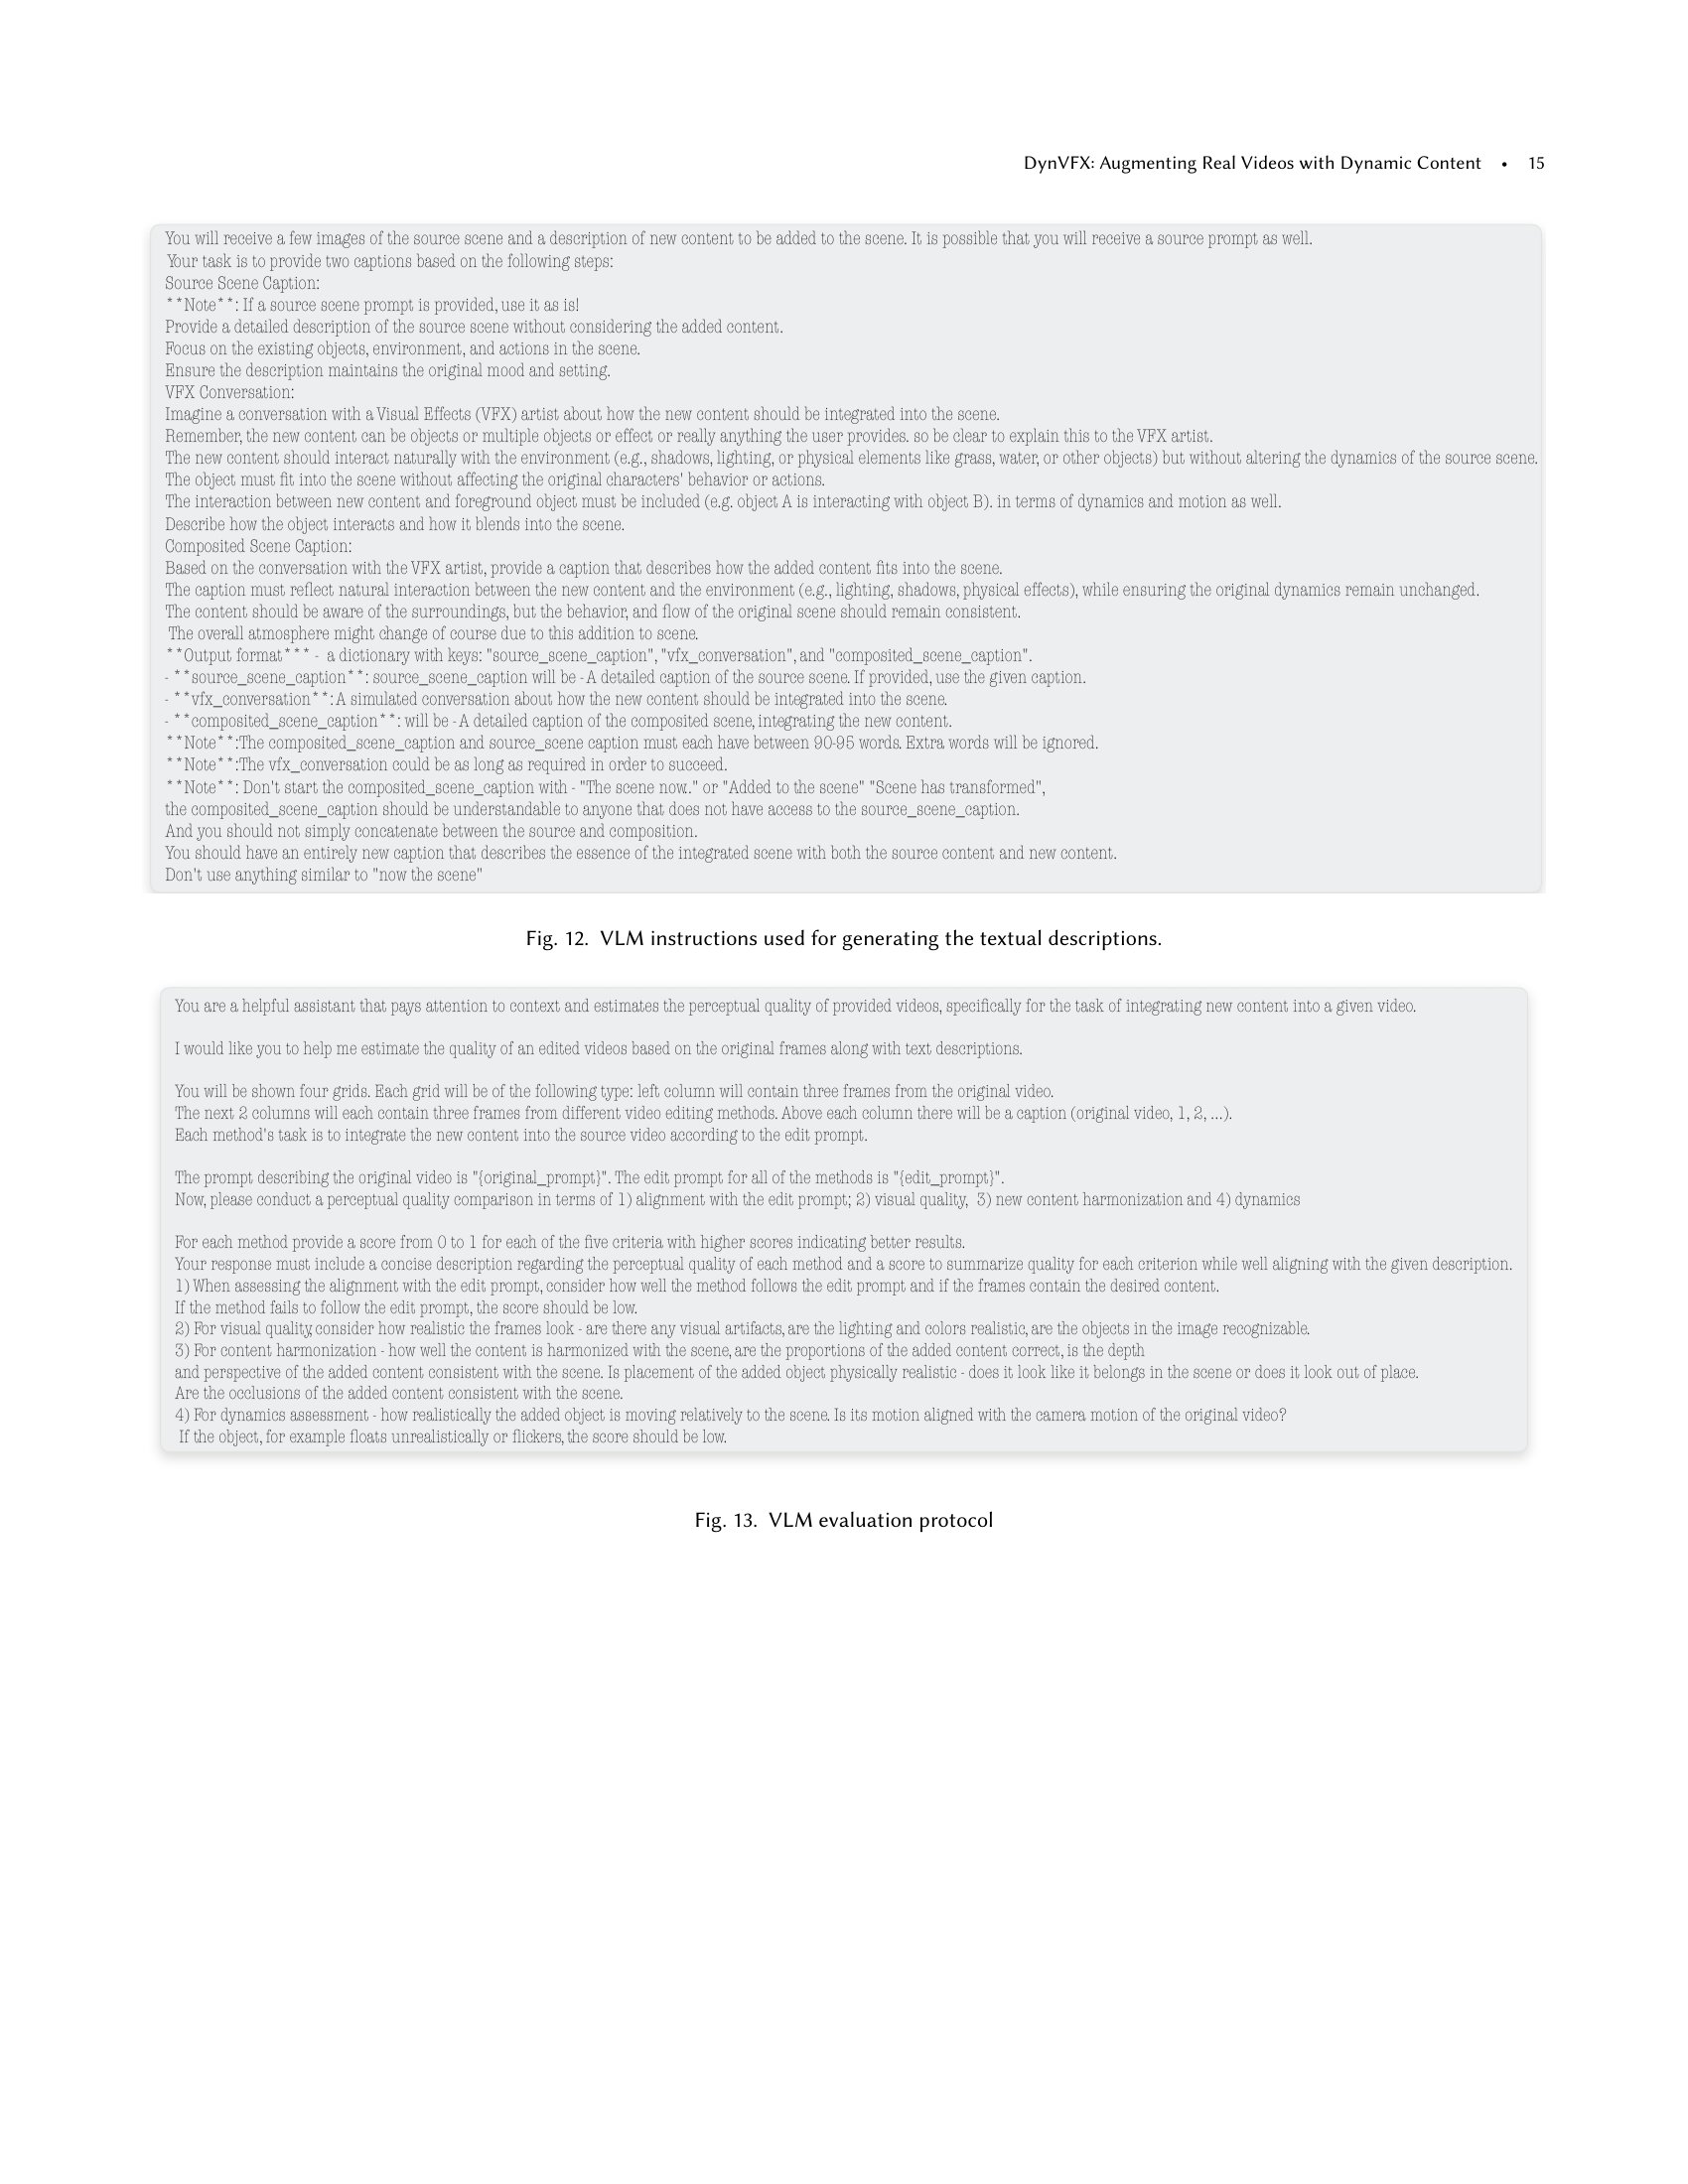 DynVFX: Augmenting Real Videos with Dynamic Content • 15
You will receive a few images of the source scene and a description of new content to be added to the scene. It is possible that you will receive a source prompt as well.
Your task is to provide two captions based on the following steps:
Source Scene Caption:
**Note**: If a source scene prompt is provided, use it as is!
Provide a detailed description of the source scene without considering the added content.
Focus on the existing objects, environment, and actions in the scene.
Ensure the description maintains the original mood and setting.
VFX Conversation:
Imagine a conversation with a Visual Effects (VFX) artist about how the new content should be integrated into the scene.
Remember, the new content can be objects or multiple objects or effect or really anything the user provides. so be clear to explain this to the VFX artist.
The new content should interact naturally with the environment (e.g., shadows, lighting, or physical elements like grass, water, or other objects) but without altering the dynamics of the source scene.
The object must fit into the scene without affecting the original characters' behavior or actions.
The interaction between new content and foreground object must be included (e.g. object A is interacting with object B). in terms of dynamics and motion as well.
Describe how the object interacts and how it blends into the scene.
Composited Scene Caption:
Based on the conversation with the VFX artist, provide a caption that describes how the added content fits into the scene.
The caption must reflect natural interaction between the new content and the environment (e.g., lighting, shadows, physical effects), while ensuring the original dynamics remain unchanged.
The content should be aware of the surroundings, but the behavior, and flow of the original scene should remain consistent.
The overall atmosphere might change of course due to this addition to scene.
**Output format*** - a dictionary with keys: "source_scene_caption", "vfx_conversation", and "composited_scene_caption".
- **source_scene_caption**: source_scene_caption will be - A detailed caption of the source scene. If provided, use the given caption.
- **vfx_conversation**: A simulated conversation about how the new content should be integrated into the scene.
- **composited_scene_caption**: will be - A detailed caption of the composited scene, integrating the new content.
**Note**:The composited_scene_caption and source_scene caption must each have between 90-95 words. Extra words will be ignored.
**Note**:The vfx_conversation could be as long as required in order to succeed.
**Note**: Don't start the composited_scene_caption with - "The scene now.." or "Added to the scene" "Scene has transformed",
the composited_scene_caption should be understandable to anyone that does not have access to the source_scene_caption.
And you should not simply concatenate between the source and composition.
You should have an entirely new caption that describes the essence of the integrated scene with both the source content and new content.
Don't use anything similar to "now the scene"
Fig. 12. VLM instructions used for generating the textual descriptions.
You are a helpful assistant that pays attention to context and estimates the perceptual quality of provided videos, specifically for the task of integrating new content into a given video.
I would like you to help me estimate the quality of an edited videos based on the original frames along with text descriptions.
You will be shown four grids. Each grid will be of the following type: left column will contain three frames from the original video.
The next 2 columns will each contain three frames from different video editing methods. Above each column there will be a caption (original video, 1, 2, ...).
Each method's task is to integrate the new content into the source video according to the edit prompt.
The prompt describing the original video is "{original_prompt}". The edit prompt for all of the methods is "{edit_prompt}".
Now, please conduct a perceptual quality comparison in terms of 1) alignment with the edit prompt; 2) visual quality, 3) new content harmonization and 4) dynamics
For each method provide a score from 0 to 1 for each of the five criteria with higher scores indicating better results.
Your response must include a concise description regarding the perceptual quality of each method and a score to summarize quality for each criterion while well aligning with the given description.
1) When assessing the alignment with the edit prompt, consider how well the method follows the edit prompt and if the frames contain the desired content.
If the method fails to follow the edit prompt, the score should be low.
2) For visual quality, consider how realistic the frames look - are there any visual artifacts, are the lighting and colors realistic, are the objects in the image recognizable.
3) For content harmonization - how well the content is harmonized with the scene, are the proportions of the added content correct, is the depth
and perspective of the added content consistent with the scene. Is placement of the added object physically realistic - does it look like it belongs in the scene or does it look out of place.
Are the occlusions of the added content consistent with the scene.
4) For dynamics assessment - how realistically the added object is moving relatively to the scene. Is its motion aligned with the camera motion of the original video?
If the object, for example floats unrealistically or flickers, the score should be low.
Fig. 13. VLM evaluation protocol